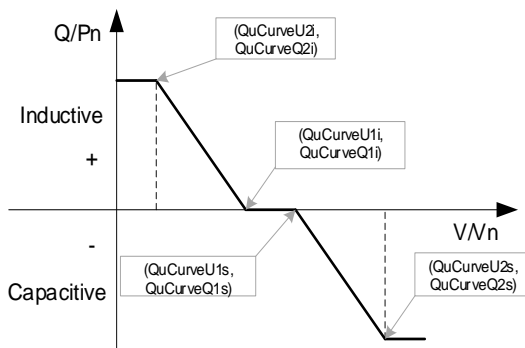 Q/Pn
(QuCurveU2i,
QuCurveQ2i)
Inductive
+
(QuCurveU1i,
QuCurveQ1i)
V/Vn
-
(QuCurveU1s,
QuCurveQ1s)
(QuCurveU2s,
QuCurveQ2s)
Capacitive